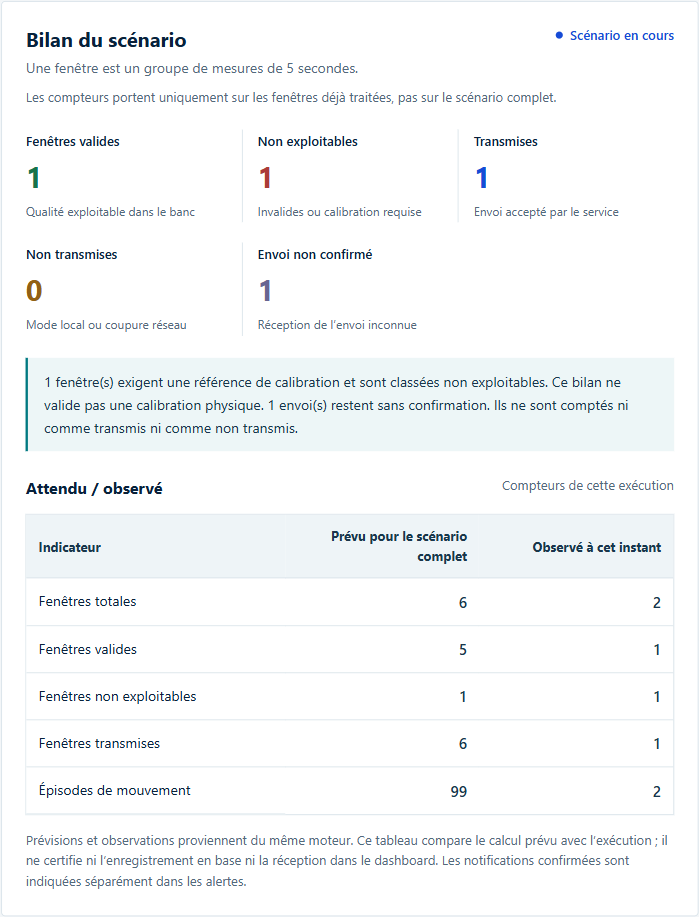 Bilan du scénario
Scénario en cours
Une fenêtre est un groupe de mesures de 5 secondes.
Les compteurs portent uniquement sur les fenêtres déjà traitées, pas sur le scénario complet.
Fenêtres valides
1
Qualité exploitable dans le banc
Non exploitables
1
Invalides ou calibration requise
Transmises
1
Envoi accepté par le service
Non transmises
0
Mode local ou coupure réseau
Envoi non confirmé
1
Réception de l'envoi inconnue
1 fenêtre(s) exigent une référence de calibration et sont classées non exploitables. Ce bilan ne
valide pas une calibration physique. 1 envoi(s) restent sans confirmation. Ils ne sont comptés ni
comme transmis ni comme non transmis.
Attendu / observé
Compteurs de cette exécution
Indicateur
Prévu pour le scénario
complet
Observé à cet instant
Fenêtres totales 6 2
Fenêtres valides 5 1
Fenêtres non exploitables 1 1
Fenêtres transmises 6 1
Épisodes de mouvement 99 2
Prévisions et observations proviennent du même moteur. Ce tableau compare le calcul prévu avec l'exécution ; il
ne certifie ni l'enregistrement en base ni la réception dans le dashboard. Les notifications confirmées sont
indiquées séparément dans les alertes.